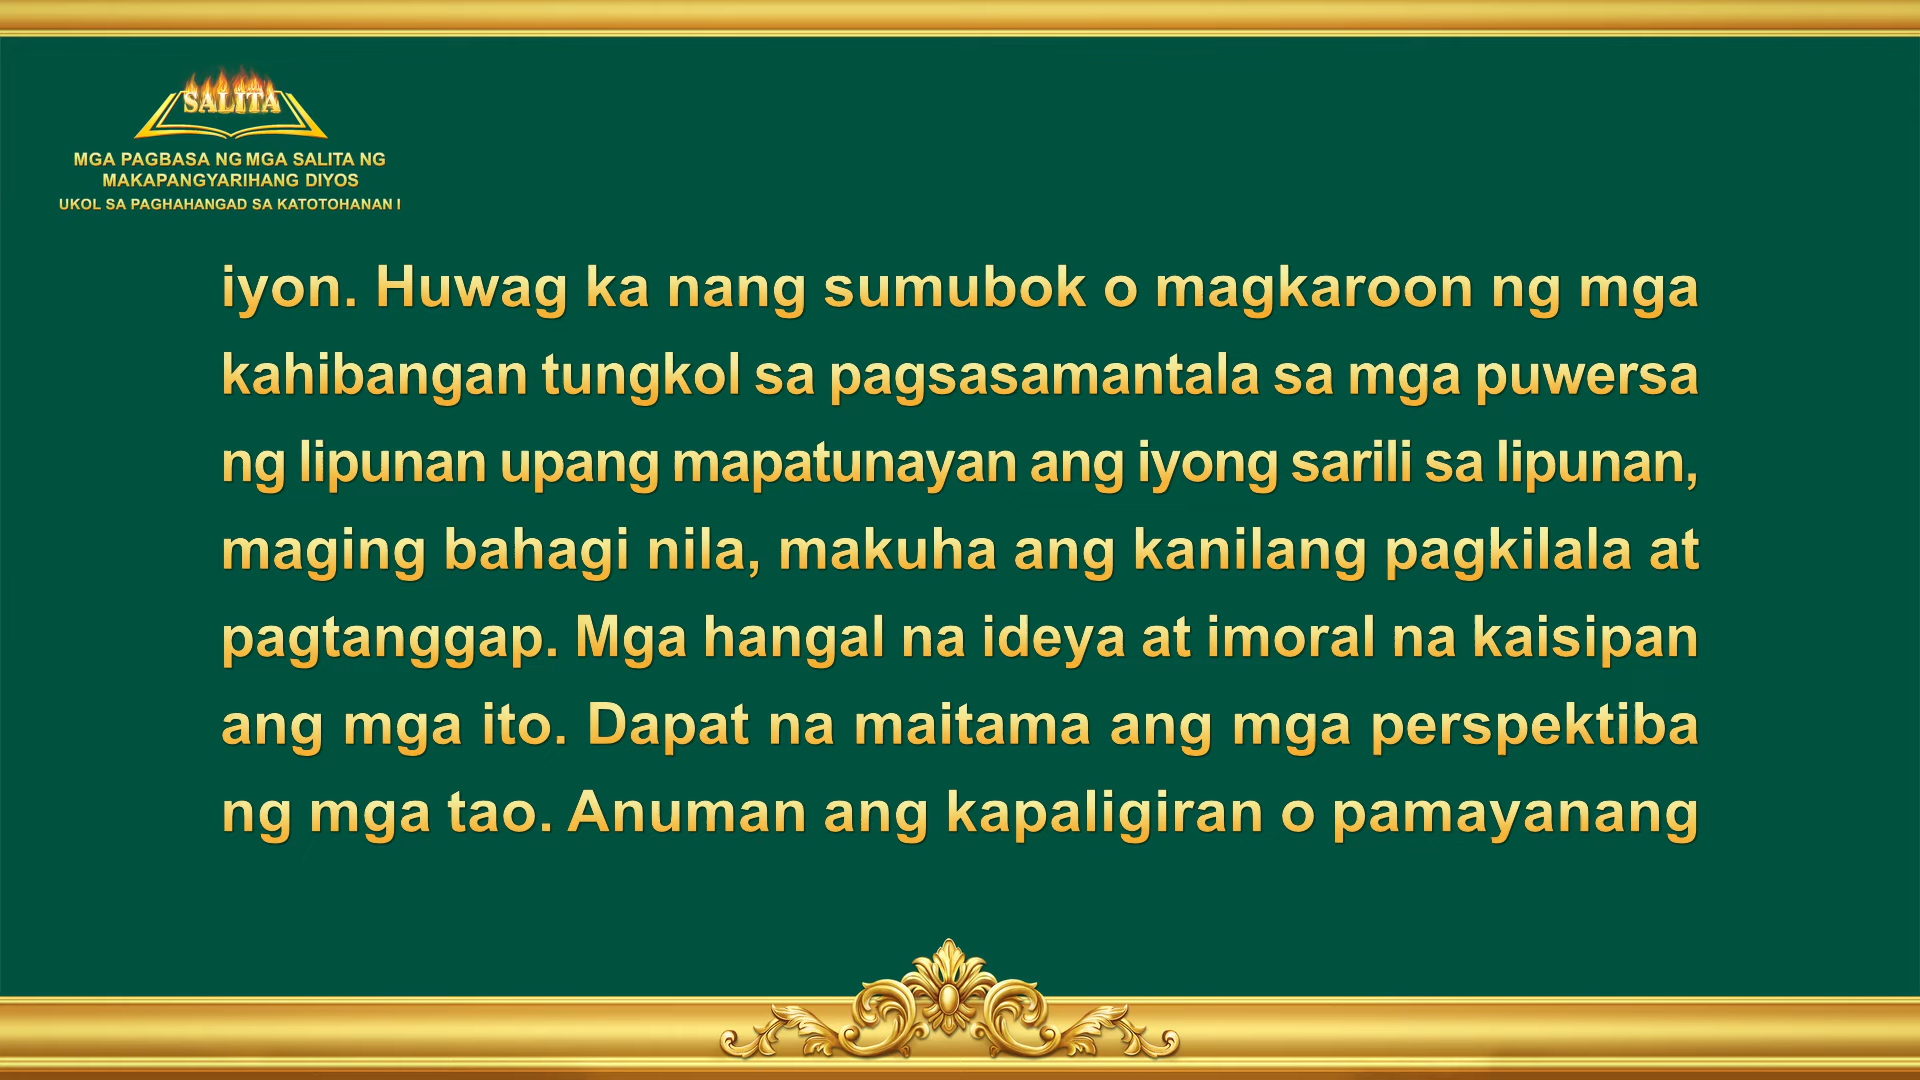 SALITA
MGA PAGBASA NG MGA SALITA NG
MAKAPANGYARIHANG DIYOS
UKOL SA PAGHAHANGAD SA KATOTOHANAN I
iyon. Huwag ka nang sumubok o magkaroon ng mga
kahibangan tungkol sa pagsasamantala sa mga puwersa
ng lipunan upang mapatunayan ang iyong sarili sa lipunan,
maging bahagi nila, makuha ang kanilang pagkilala at
pagtanggap. Mga hangal na ideya at imoral na kaisipan
ang mga ito. Dapat na maitama ang mga perspektiba
ng mga tao. Anuman ang kapaligiran o pamayanang